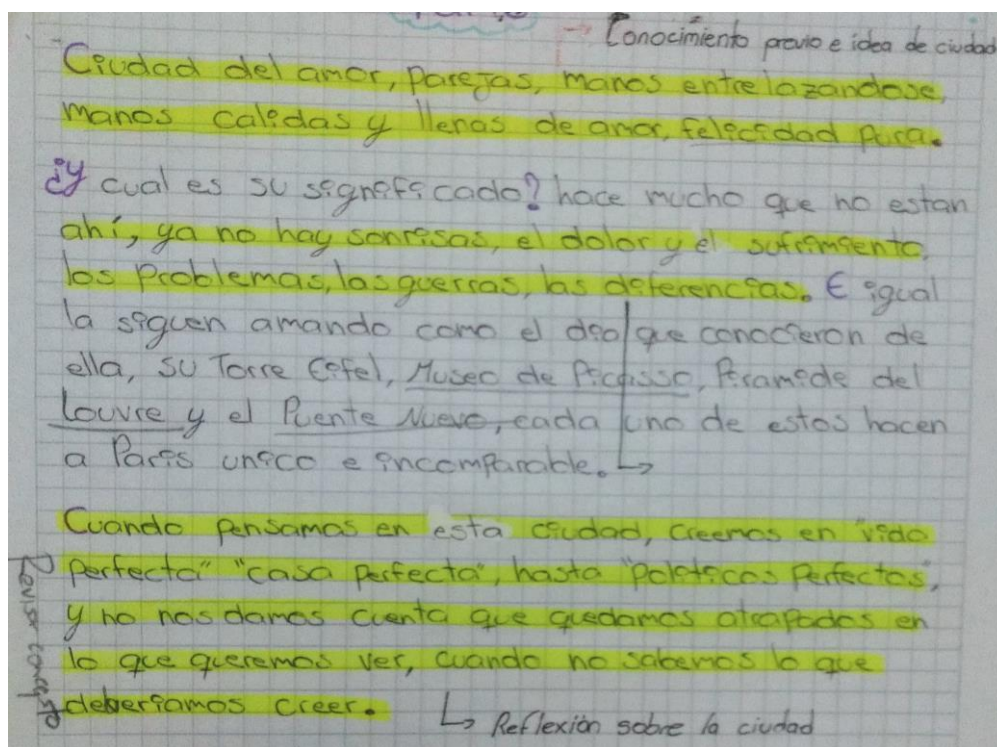 Conocimiento previo e idea de ciudad
Ciudad del amor, parejas, manos entrelazandose,
manos calidas y llenas de amor, felicidad pura.
¿Y cual es su significado? hace mucho que no estan
ahí, ya no hay sonrisas, el dolor y el sufrimiento,
los problemas, las guerras, las diferencias. E igual
la siguen amando como el dia que conocieron de
ella, su Torre Eifel, Museo de Picasso, Piramide del
Louvre y el Puente Nuevo, cada uno de estos hacen
a Paris unico e incomparable.
Cuando pensamos en esta ciudad, creemos en "vida
perfecta" "casa perfecta", hasta "politicos perfectos",
y no nos damos cuenta que quedamos atrapados en
lo que queremos ver, cuando no sabemos lo que
deberiamos creer.
Reflexión sobre la ciudad
Revisar